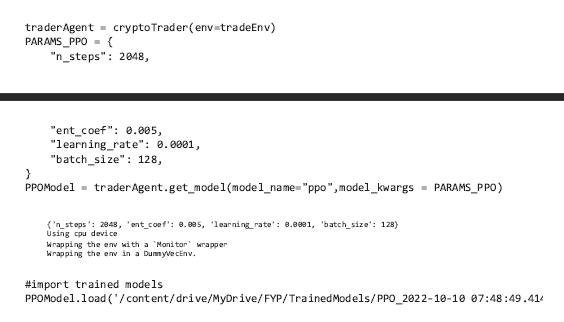 traderAgent = cryptoTrader(env=tradeEnv)
PARAMS_PPO = {
    "n_steps": 2048,
    "ent_coef": 0.005,
    "learning_rate": 0.0001,
    "batch_size": 128,
}
PPOModel = traderAgent.get_model(model_name="ppo",model_kwargs = PARAMS_PPO)
{'n_steps': 2048, 'ent_coef': 0.005, 'learning_rate': 0.0001, 'batch_size': 128}
Using cpu device
Wrapping the env with a `Monitor` wrapper
Wrapping the env in a DummyVecEnv.
#import trained models
PPOModel.load('/content/drive/MyDrive/FYP/TrainedModels/PPO_2022-10-10 07:48:49.414